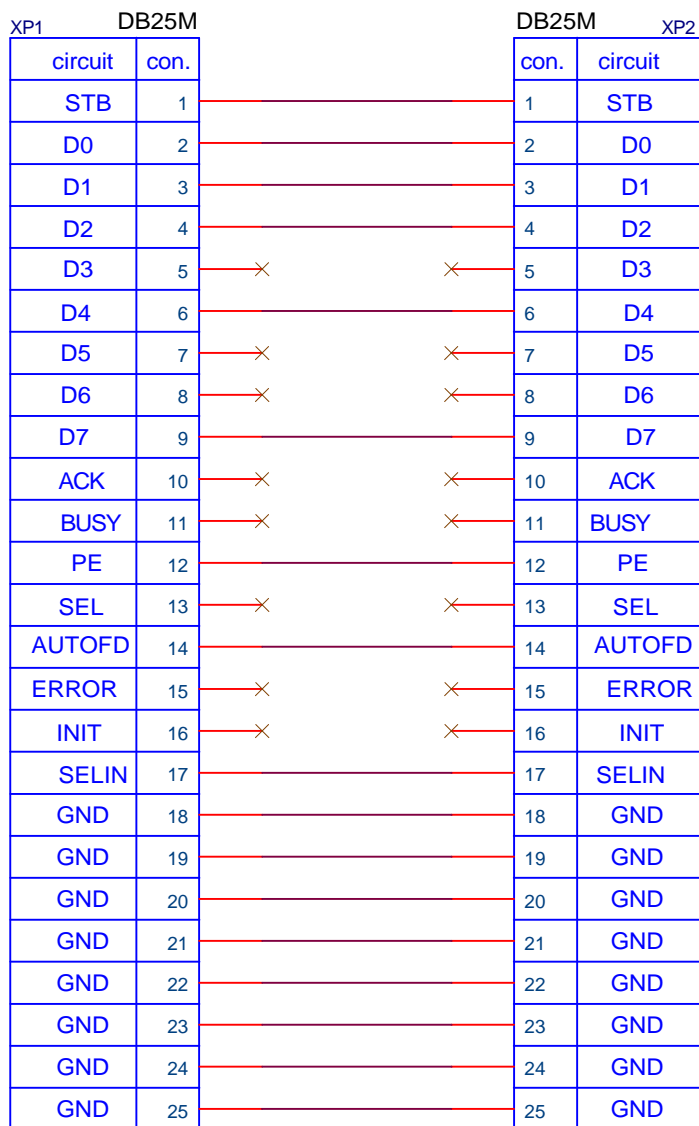 XP1 DB25M DB25M XP2
circuit con. con. circuit
STB 1 1 STB
D0 2 2 D0
D1 3 3 D1
D2 4 4 D2
D3 5 5 D3
D4 6 6 D4
D5 7 7 D5
D6 8 8 D6
D7 9 9 D7
ACK 10 10 ACK
BUSY 11 11 BUSY
PE 12 12 PE
SEL 13 13 SEL
AUTOFD 14 14 AUTOFD
ERROR 15 15 ERROR
INIT 16 16 INIT
SELIN 17 17 SELIN
GND 18 18 GND
GND 19 19 GND
GND 20 20 GND
GND 21 21 GND
GND 22 22 GND
GND 23 23 GND
GND 24 24 GND
GND 25 25 GND